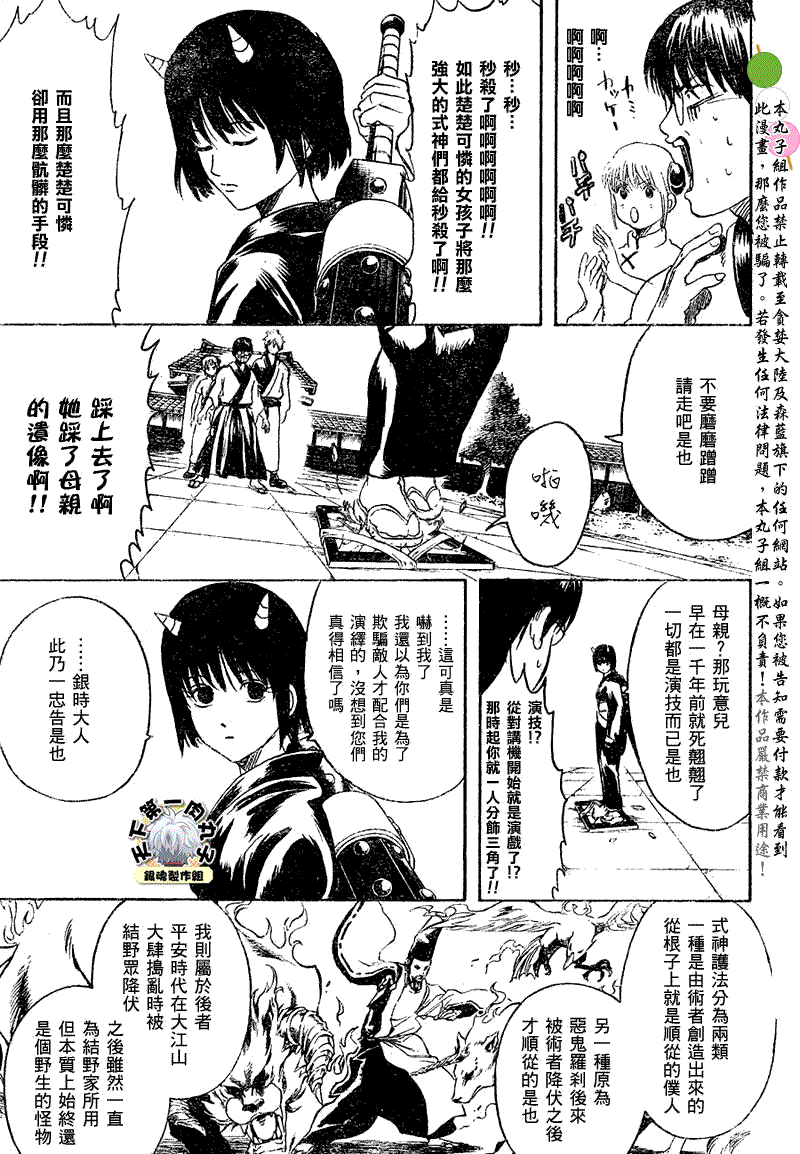 啊…
啊啊啊啊啊
カミカッケー
秒…秒…
秒殺了啊啊啊啊啊啊!!
如此楚楚可憐的女孩子將那麼
強大的式神們都給秒殺了啊!!
而且那麼楚楚可憐
卻用那麼骯髒的手段!!
不要磨磨蹭蹭
請走吧是也
啪
嘰
踩上去了啊
她踩了母親
的遺像啊!!
母親?那玩意兒
早在一千年前就死翹翹了
一切都是演技而已是也
演技!?
從對講機開始就是演戲了!?
那時起你就一人分飾三角了!!
……這可真是
嚇到我了
我還以為你們是為了
欺騙敵人才配合我的
演繹的,沒想到您們
真得相信了嗎
……銀時大人
此乃一忠告是也
天下第一肉丸子
銀魂製作組
式神護法分為兩類
一種是由術者創造出來的
從根子上就是順從的僕人
另一種原為
惡鬼羅剎後來
被術者降伏之後
才順從的是也
我則屬於後者
平安時代在大江山
大肆搗亂時被
結野眾降伏
之後雖然一直
為結野家所用
但本質上始終還
是個野生的怪物
本丸子組作品禁止轉載至貪婪大陸及森藍旗下的任何網站。如果您被告知需要付款才能看到
此漫畫,那麼您被騙了。若發生任何法律問題,本丸子組一概不負責!本作品嚴禁商業用途!